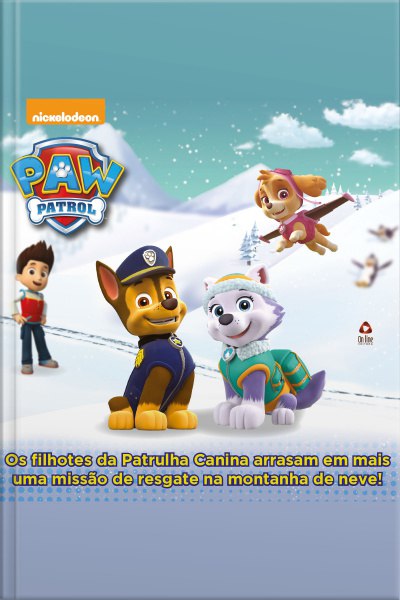 nickelodeon
PAW
PATROL
On line
EDITORA
Os filhotes da Patrulha Canina arrasam em mais
uma missão de resgate na montanha de neve!